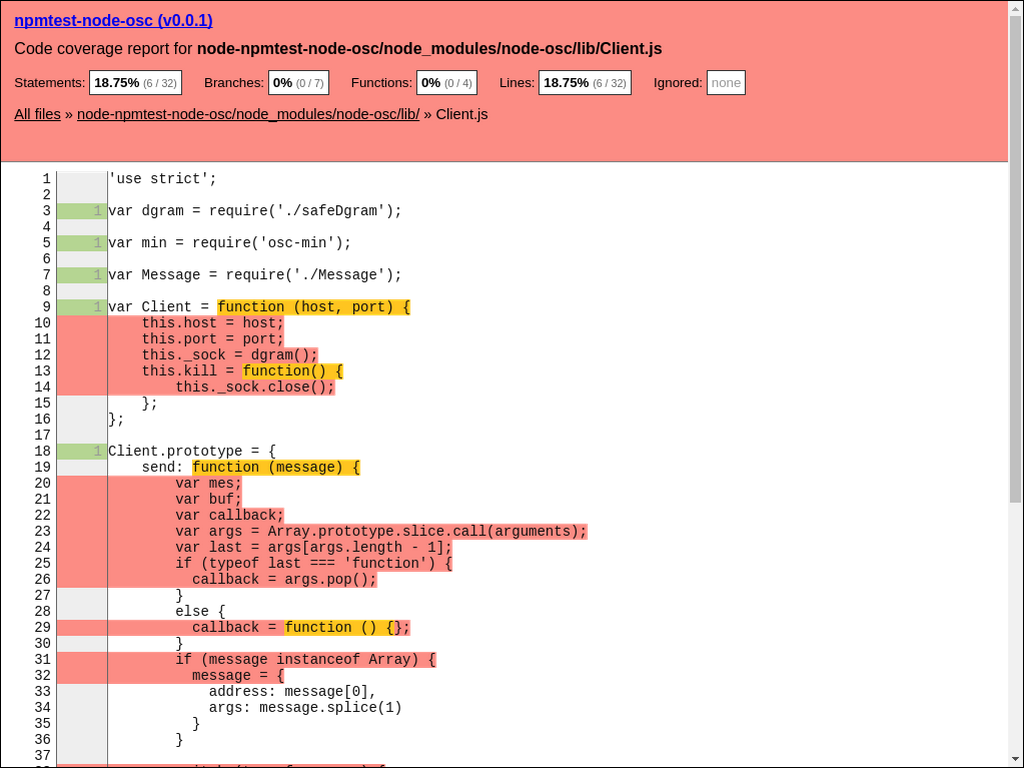 npmtest-node-osc (v0.0.1)
Code coverage report for node-npmtest-node-osc/node_modules/node-osc/lib/Client.js
Statements: 18.75% (6 / 32) Branches: 0% (0 / 7) Functions: 0% (0 / 4) Lines: 18.75% (6 / 32) Ignored: none
All files » node-npmtest-node-osc/node_modules/node-osc/lib/ » Client.js
1 'use strict';
2
3 1 var dgram = require('./safeDgram');
4
5 1 var min = require('osc-min');
6
7 1 var Message = require('./Message');
8
9 1 var Client = function (host, port) {
10     this.host = host;
11     this.port = port;
12     this._sock = dgram();
13     this.kill = function() {
14         this._sock.close();
15     };
16 };
17
18 1 Client.prototype = {
19     send: function (message) {
20         var mes;
21         var buf;
22         var callback;
23         var args = Array.prototype.slice.call(arguments);
24         var last = args[args.length - 1];
25         if (typeof last === 'function') {
26           callback = args.pop();
27         }
28         else {
29           callback = function () {};
30         }
31         if (message instanceof Array) {
32           message = {
33             address: message[0],
34             args: message.splice(1)
35           }
36         }
37